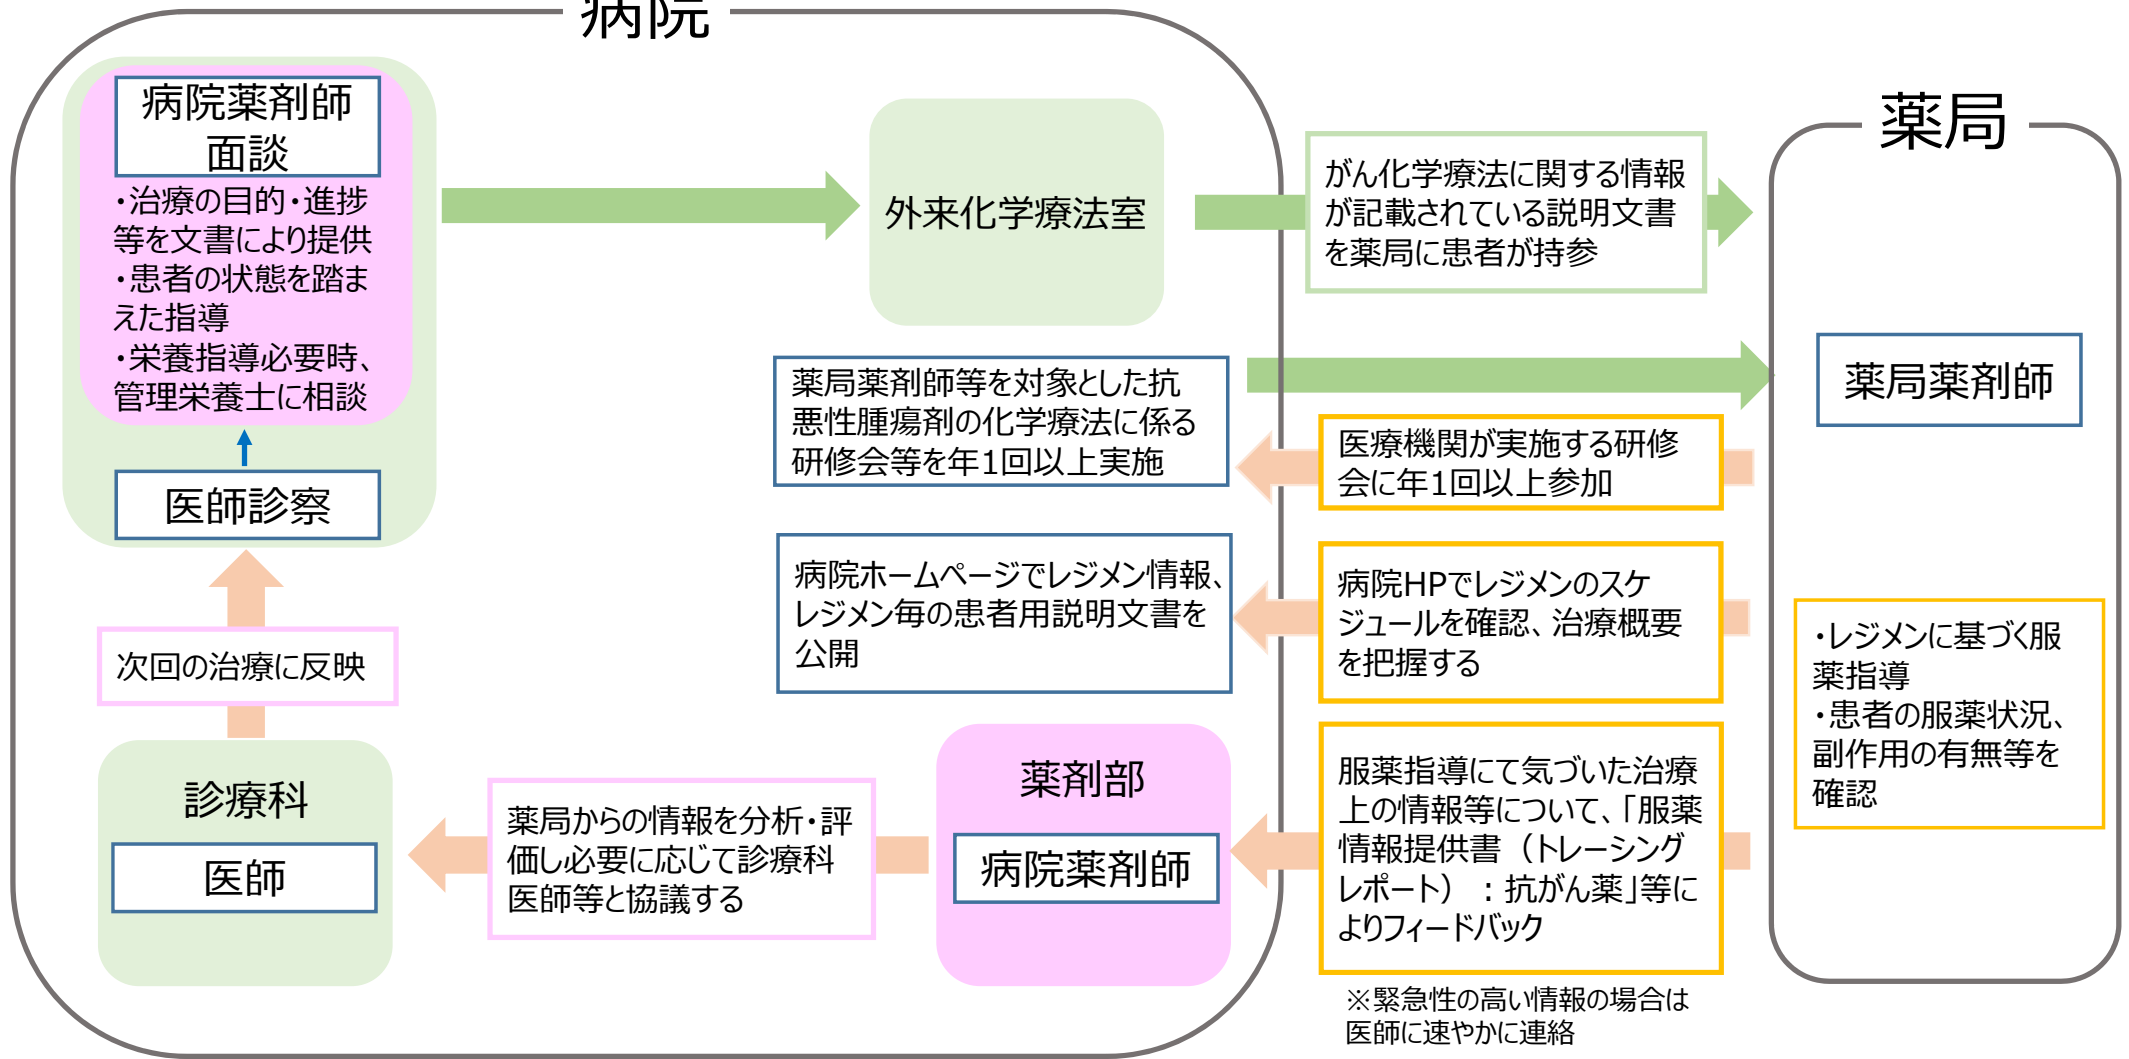 病院
病院薬剤師
面談
・治療の目的・進捗
等を文書により提供
・患者の状態を踏ま
えた指導
・栄養指導必要時、
管理栄養士に相談
医師診察
次回の治療に反映
診療科
医師
外来化学療法室
がん化学療法に関する情報
が記載されている説明文書
を薬局に患者が持参
薬局薬剤師等を対象とした抗
悪性腫瘍剤の化学療法に係る
研修会等を年1回以上実施
医療機関が実施する研修
会に年1回以上参加
病院ホームページでレジメン情報、
レジメン毎の患者用説明文書を
公開
病院HPでレジメンのスケ
ジュールを確認、治療概要
を把握する
薬剤部
病院薬剤師
薬局からの情報を分析・評
価し必要に応じて診療科
医師等と協議する
服薬指導にて気づいた治療
上の情報等について、「服薬
情報提供書（トレーシング
レポート）：抗がん薬」等に
よりフィードバック
※緊急性の高い情報の場合は
医師に速やかに連絡
薬局
薬局薬剤師
・レジメンに基づく服
薬指導
・患者の服薬状況、
副作用の有無等を
確認